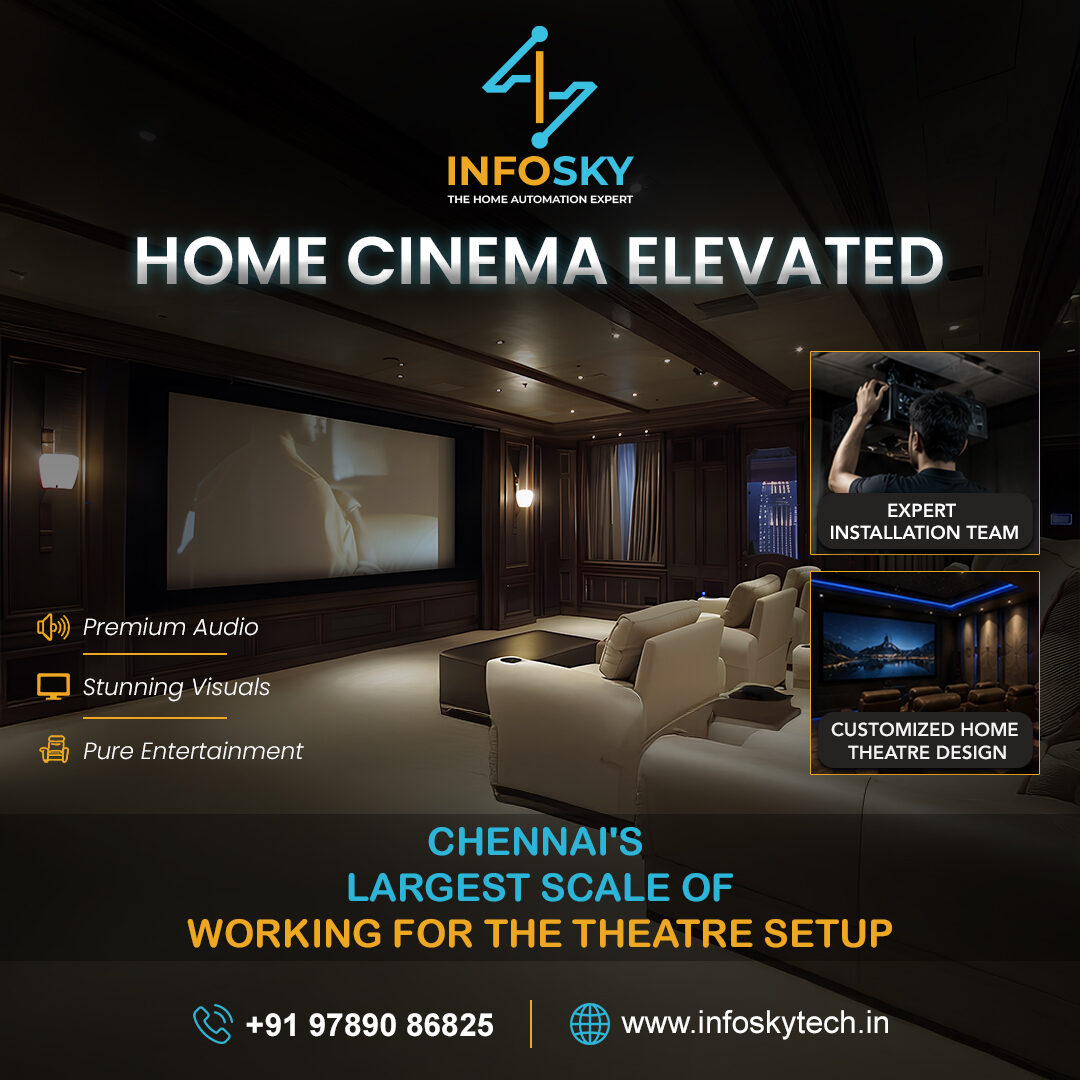 INFOSKY
THE HOME AUTOMATION EXPERT
HOME CINEMA ELEVATED
EXPERT
INSTALLATION TEAM
Premium Audio
Stunning Visuals
Pure Entertainment
CUSTOMIZED HOME
THEATRE DESIGN
CHENNAI'S
LARGEST SCALE OF
WORKING FOR THE THEATRE SETUP
+91 97890 86825
www.infoskytech.in